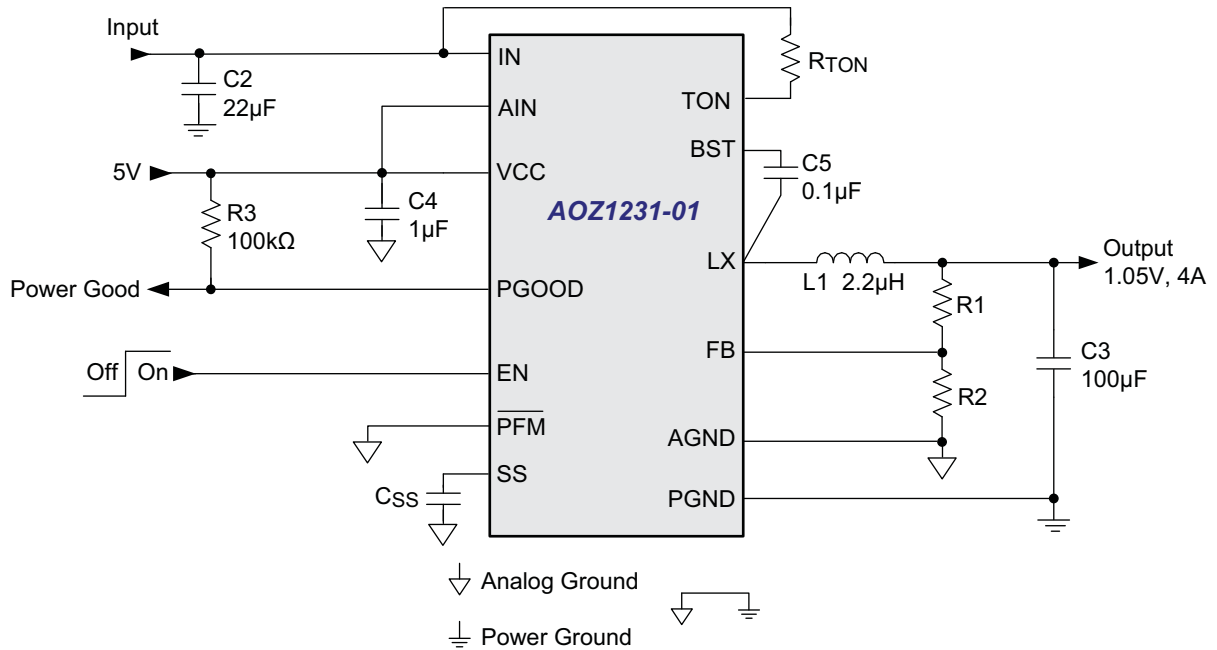 Input
C2
22µF
IN
RTON
AIN
TON
BST
5V
VCC
C5
0.1µF
R3
100kΩ
C4
1µF
AOZ1231-01
LX
L1 2.2µH
Output
1.05V, 4A
Power Good
PGOOD
R1
FB
C3
100µF
Off
On
EN
R2
PFM
AGND
SS
CSS
PGND
Analog Ground
Power Ground